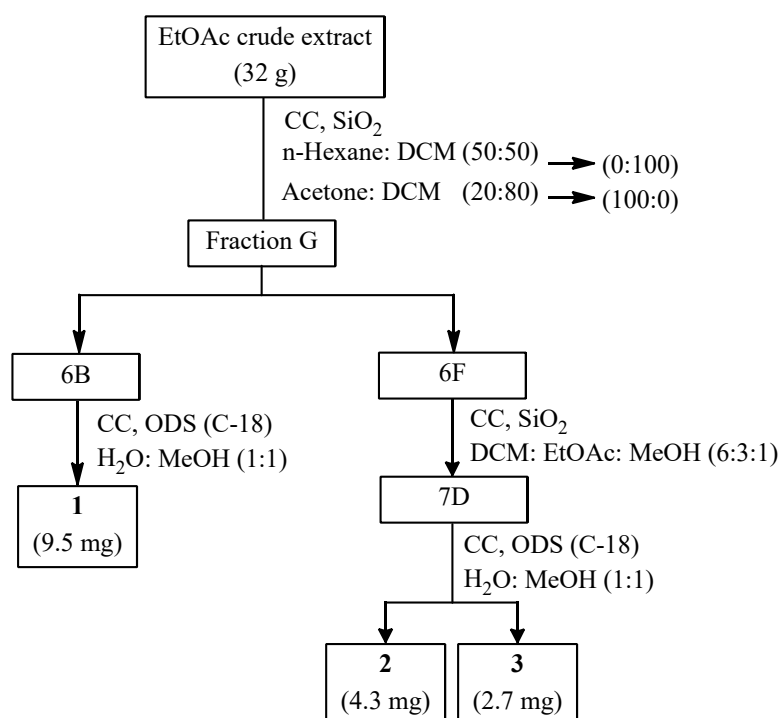 EtOAc crude extract
(32 g)
CC, SiO₂
n-Hexane: DCM (50:50) (0:100)
Acetone: DCM (20:80) (100:0)
Fraction G
6B
6F
CC, ODS (C-18)
H₂O: MeOH (1:1)
CC, SiO₂
DCM: EtOAc: MeOH (6:3:1)
1
(9.5 mg)
7D
CC, ODS (C-18)
H₂O: MeOH (1:1)
2
(4.3 mg)
3
(2.7 mg)